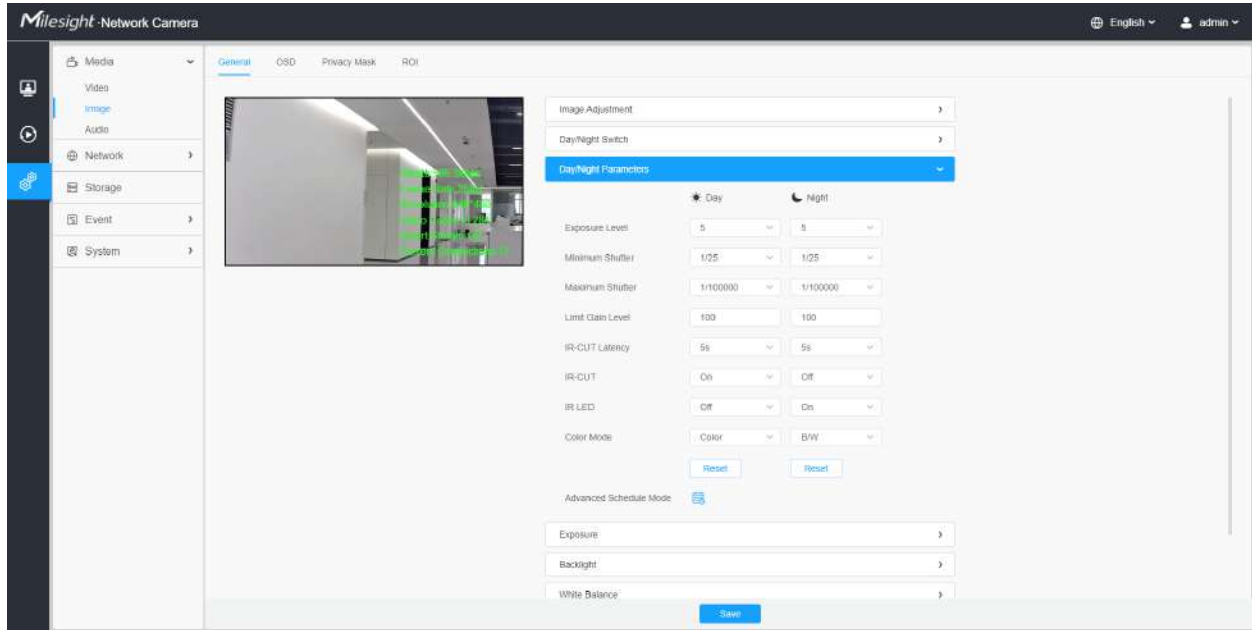 Milesight ·Network Camera
English
admin
Media
Video
Image
Audio
Network
Storage
Event
System
General OSD Privacy Mask ROI
Image Adjustment
Day/Night Switch
Day/Night Parameters
Day Night
Exposure Level 5 5
Minimum Shutter 1/25 1/25
Maximum Shutter 1/100000 1/100000
Limit Gain Level 100 100
IR-CUT Latency 5s 5s
IR-CUT On Off
IR LED Off On
Color Mode Color B/W
Reset Reset
Advanced Schedule Mode
Exposure
Backlight
White Balance
Save